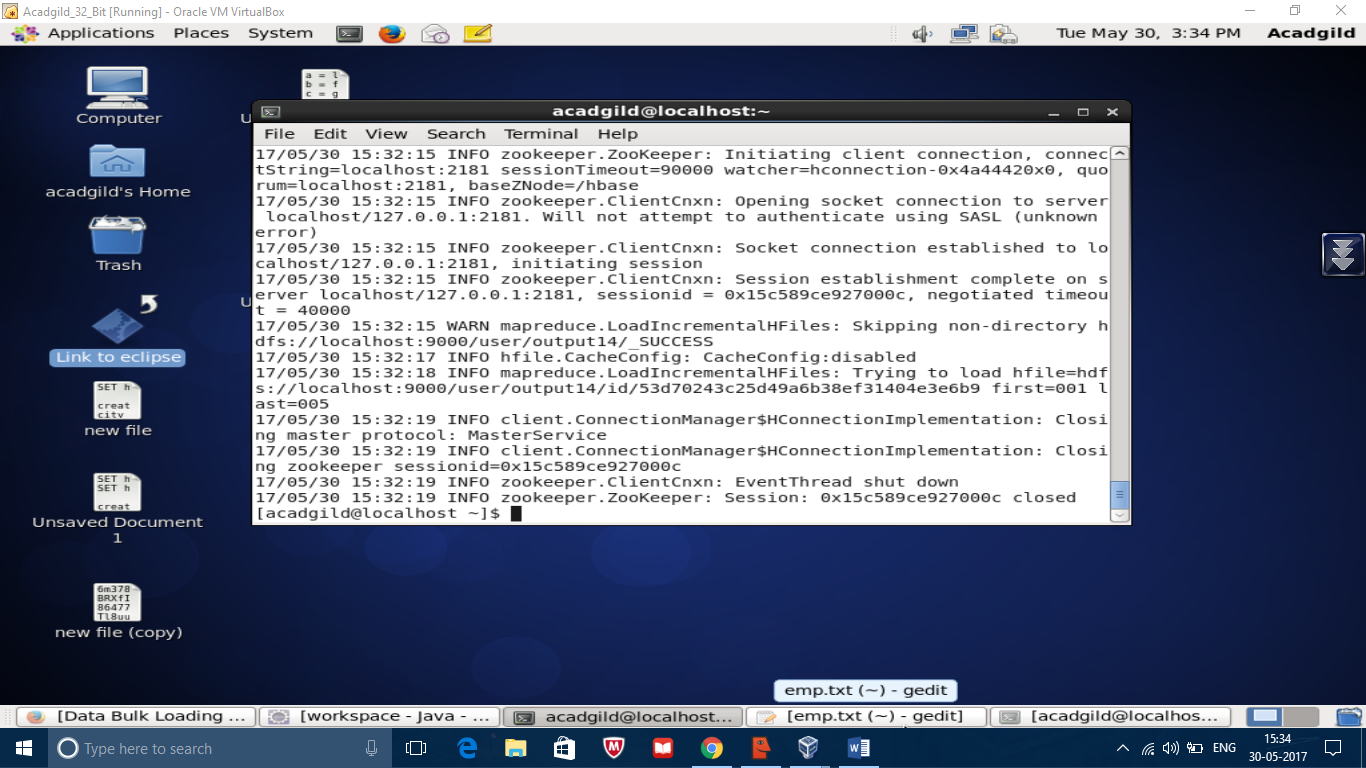 Acadgild_32_Bit [Running] - Oracle VM VirtualBox
Applications Places System
Tue May 30, 3:34 PM Acadgild
Computer
a = l
b = f
c = g
U
acadgild's Home
Trash
U
Link to eclipse
SET h
creat
city
new file
SET h
SET h
creat
Unsaved Document
1
6m378
BRXfI
86477
Tl8uu
new file (copy)
acadgild@localhost:~
File Edit View Search Terminal Help
17/05/30 15:32:15 INFO zookeeper.ZooKeeper: Initiating client connection, connec
tString=localhost:2181 sessionTimeout=90000 watcher=hconnection-0x4a44420x0, quo
rum=localhost:2181, baseZNode=/hbase
17/05/30 15:32:15 INFO zookeeper.ClientCnxn: Opening socket connection to server
 localhost/127.0.0.1:2181. Will not attempt to authenticate using SASL (unknown
error)
17/05/30 15:32:15 INFO zookeeper.ClientCnxn: Socket connection established to lo
calhost/127.0.0.1:2181, initiating session
17/05/30 15:32:15 INFO zookeeper.ClientCnxn: Session establishment complete on s
erver localhost/127.0.0.1:2181, sessionid = 0x15c589ce927000c, negotiated timeou
t = 40000
17/05/30 15:32:15 WARN mapreduce.LoadIncrementalHFiles: Skipping non-directory h
dfs://localhost:9000/user/output14/_SUCCESS
17/05/30 15:32:17 INFO hfile.CacheConfig: CacheConfig:disabled
17/05/30 15:32:18 INFO mapreduce.LoadIncrementalHFiles: Trying to load hfile=hdf
s://localhost:9000/user/output14/id/53d70243c25d49a6b38ef31404e3e6b9 first=001 l
ast=005
17/05/30 15:32:19 INFO client.ConnectionManager$HConnectionImplementation: Closi
ng master protocol: MasterService
17/05/30 15:32:19 INFO client.ConnectionManager$HConnectionImplementation: Closi
ng zookeeper sessionid=0x15c589ce927000c
17/05/30 15:32:19 INFO zookeeper.ClientCnxn: EventThread shut down
17/05/30 15:32:19 INFO zookeeper.ZooKeeper: Session: 0x15c589ce927000c closed
[acadgild@localhost ~]$
emp.txt (~) - gedit
[Data Bulk Loading ... [workspace - Java - ... acadgild@localhost... [emp.txt (~) - gedit] [acadgild@localhos...
Type here to search
ENG
15:34
30-05-2017